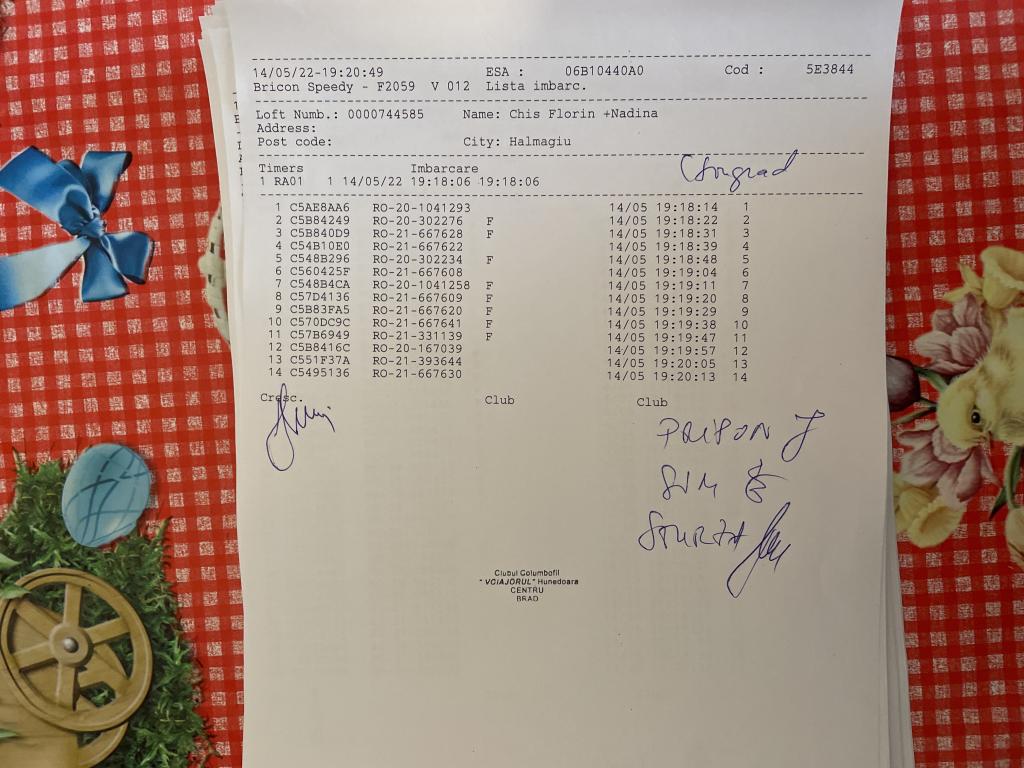 14/05/22-19:20:49 ESA : 06B10440A0 Cod : 5E3844
Bricon Speedy - F2059 V 012 Lista imbarc.
Loft Numb.: 0000744585 Name: Chis Florin +Nadina
Address:
Post code: City: Halmagiu
Timers Imbarcare
1 RA01 1 14/05/22 19:18:06 19:18:06
1 C5AE8AA6 RO-20-1041293 14/05 19:18:14 1
2 C5B84249 RO-20-302276 F 14/05 19:18:22 2
3 C5B840D9 RO-21-667628 F 14/05 19:18:31 3
4 C54B10E0 RO-21-667622 14/05 19:18:39 4
5 C548B296 RO-20-302234 F 14/05 19:18:48 5
6 C560425F RO-21-667608 14/05 19:19:04 6
7 C548B4CA RO-20-1041258 F 14/05 19:19:11 7
8 C57D4136 RO-21-667609 F 14/05 19:19:20 8
9 C5B83FA5 RO-21-667620 F 14/05 19:19:29 9
10 C570DC9C RO-21-667641 F 14/05 19:19:38 10
11 C57B6949 RO-21-331139 F 14/05 19:19:47 11
12 C5B8416C RO-20-167039 14/05 19:19:57 12
13 C551F37A RO-21-393644 14/05 19:20:05 13
14 C5495136 RO-21-667630 14/05 19:20:13 14
Cresc. Club Club
Clubul Columbofil
"VOIAJORUL" Hunedoara
CENTRU
BRAD